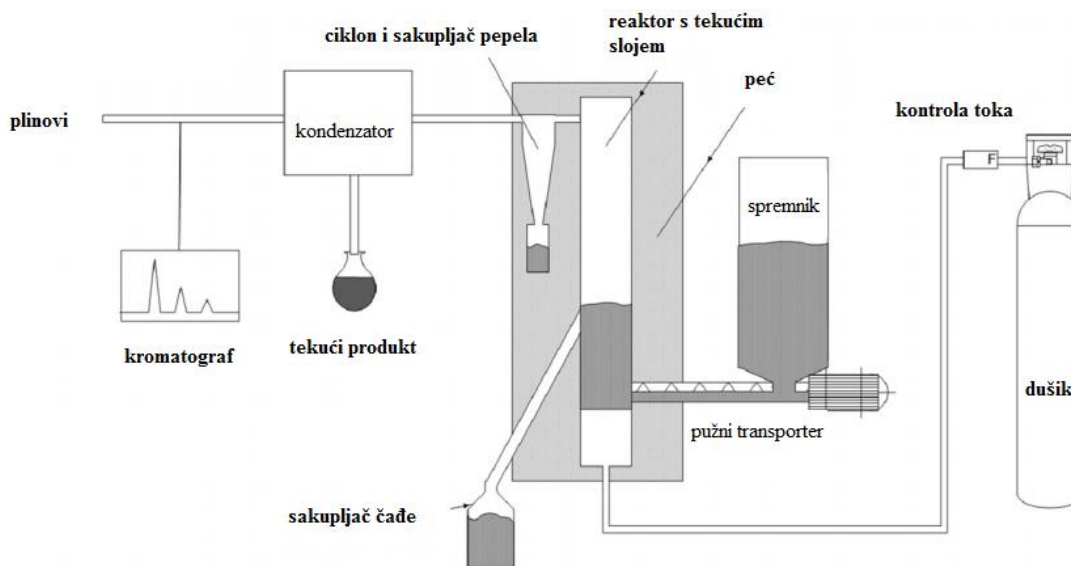 ciklon i sakupljač pepela
reaktor s tekućim
slojem
peć
kontrola toka
plinovi
kondenzator
F
spremnik
kromatograf
tekući produkt
pužni transporter
dušik
sakupljač čađe